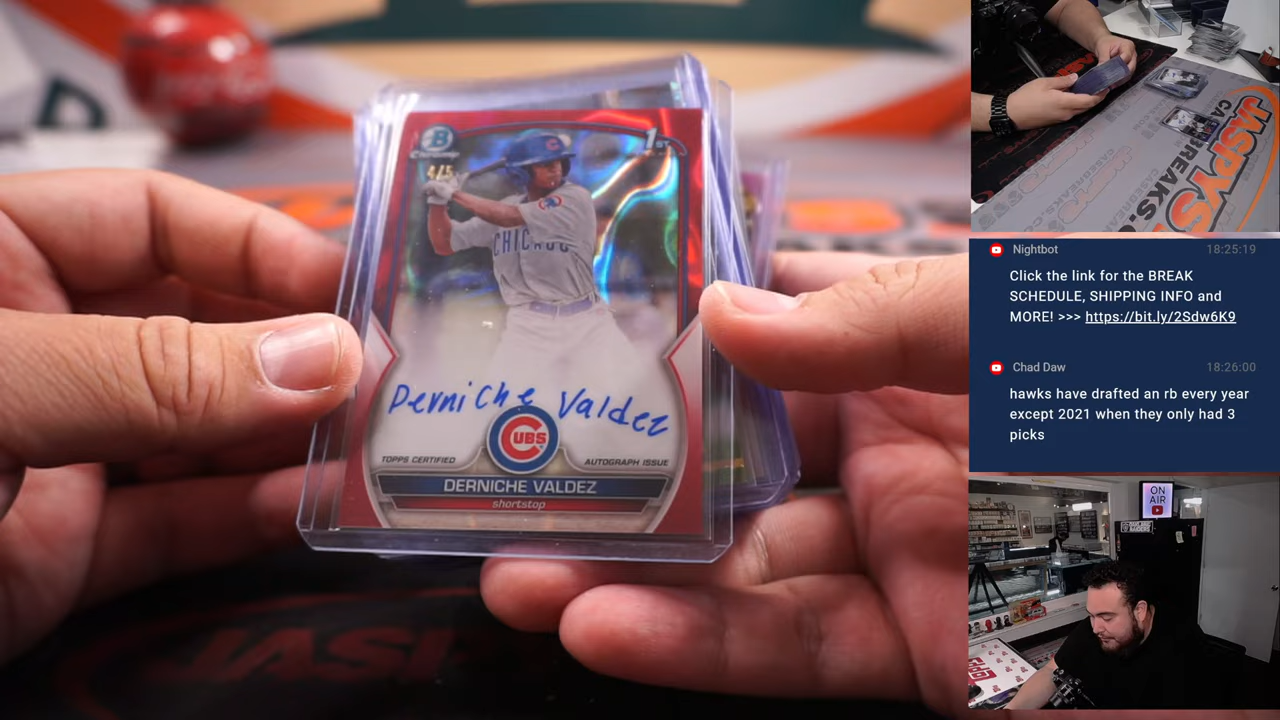 B
Chrome
1st
4/5
CHICAGO
Derniche Valdez
CUBS
TOPPS CERTIFIED
AUTOGRAPH ISSUE
DERNICHE VALDEZ
shortstop
JASPYS
CASEBREAKS.C
Nightbot 18:25:19
Click the link for the BREAK
SCHEDULE, SHIPPING INFO and
MORE! >>> https://bit.ly/2Sdw6K9
Chad Daw 18:26:00
hawks have drafted an rb every year
except 2021 when they only had 3
picks
ON
AIR